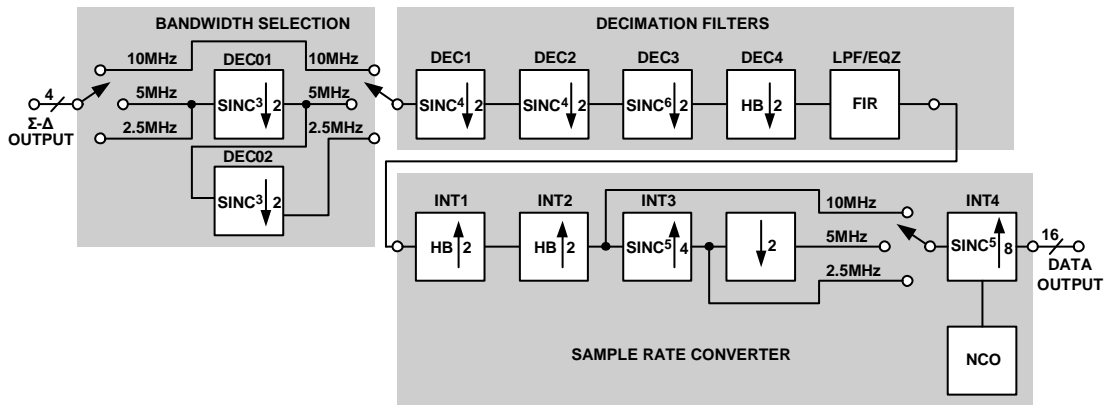 BANDWIDTH SELECTION
10MHz
10MHz
DEC01
4
5MHz
SINC3
2
5MHz
Σ-Δ
OUTPUT
2.5MHz
2.5MHz
DEC02
SINC3
2
DECIMATION FILTERS
DEC1
DEC2
DEC3
DEC4
LPF/EQZ
SINC4
2
SINC4
2
SINC6
2
HB
2
FIR
INT1
INT2
INT3
10MHz
INT4
HB
2
HB
2
SINC5
4
2
5MHz
SINC5
8
16
DATA
OUTPUT
2.5MHz
SAMPLE RATE CONVERTER
NCO